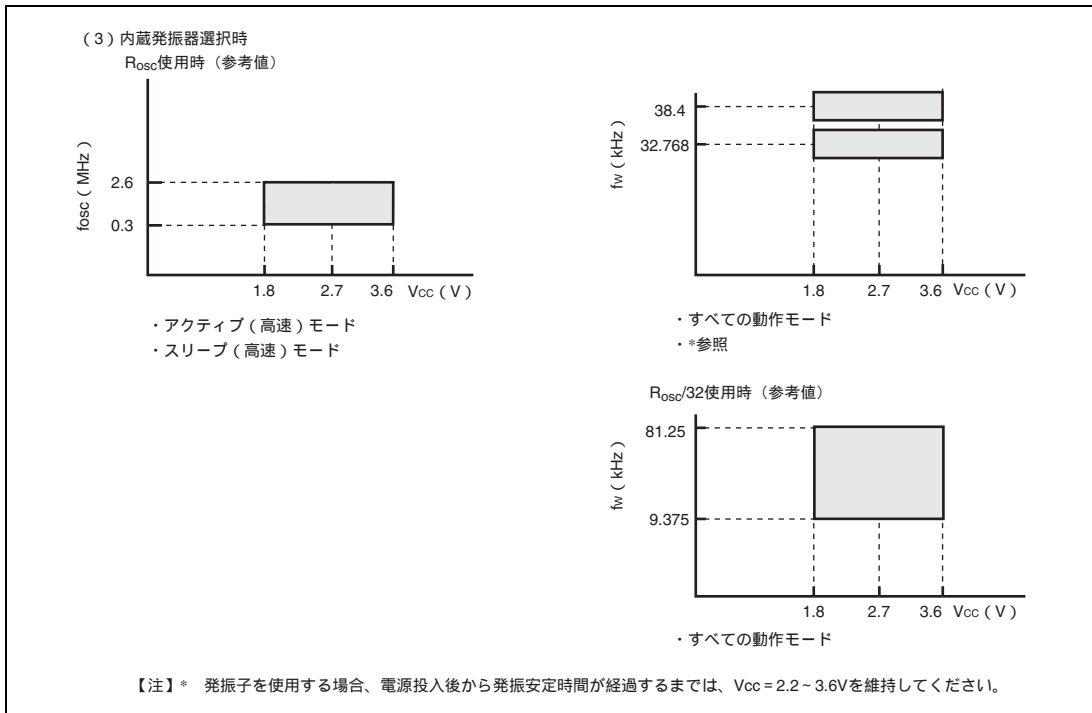 （3）内蔵発振器選択時
Rosc使用時（参考値）
fosc（MHz）
2.6
0.3
1.8 2.7 3.6 Vcc（V）
・アクティブ（高速）モード
・スリープ（高速）モード
fw（kHz）
38.4
32.768
1.8 2.7 3.6 Vcc（V）
・すべての動作モード
・*参照
Rosc/32使用時（参考値）
fw（kHz）
81.25
9.375
1.8 2.7 3.6 Vcc（V）
・すべての動作モード
【注】* 発振子を使用する場合、電源投入後から発振安定時間が経過するまでは、Vcc = 2.2～3.6Vを維持してください。